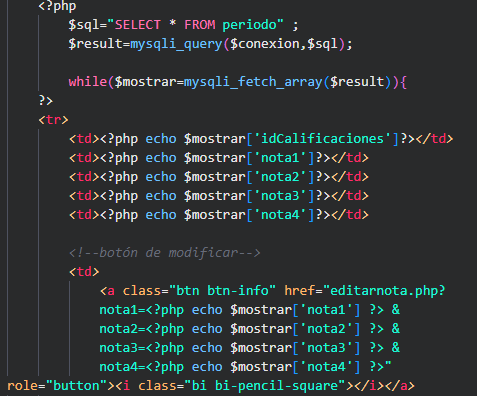 <?php
$sql="SELECT * FROM periodo" ;
$result=mysqli_query($conexion,$sql);
while($mostrar=mysqli_fetch_array($result)){
?>
<tr>
<td><?php echo $mostrar['idCalificaciones']?></td>
<td><?php echo $mostrar['nota1']?></td>
<td><?php echo $mostrar['nota2']?></td>
<td><?php echo $mostrar['nota3']?></td>
<td><?php echo $mostrar['nota4']?></td>
<!--botón de modificar-->
<td>
<a class="btn btn-info" href="editarnota.php?
nota1=<?php echo $mostrar['nota1'] ?> &
nota2=<?php echo $mostrar['nota2'] ?> &
nota3=<?php echo $mostrar['nota3'] ?> &
nota4=<?php echo $mostrar['nota4'] ?>"
role="button"><i class="bi bi-pencil-square"></i></a>